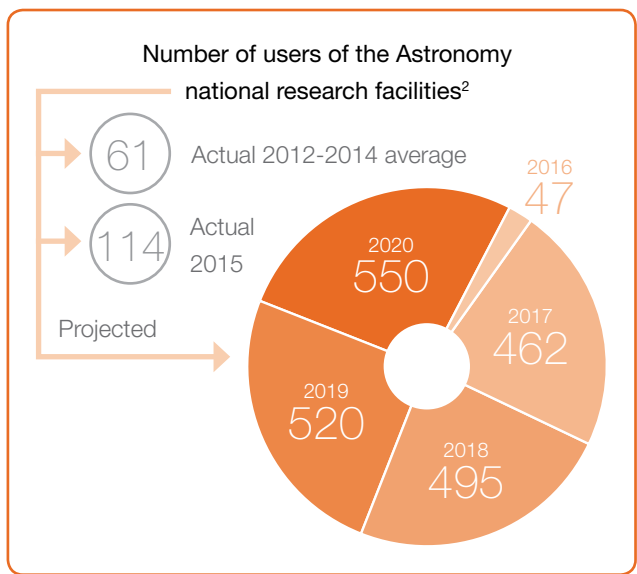 Number of users of the Astronomy
national research facilities²
61
Actual 2012-2014 average
114
Actual
2015
Projected
2016
47
2017
462
2018
495
2019
520
2020
550